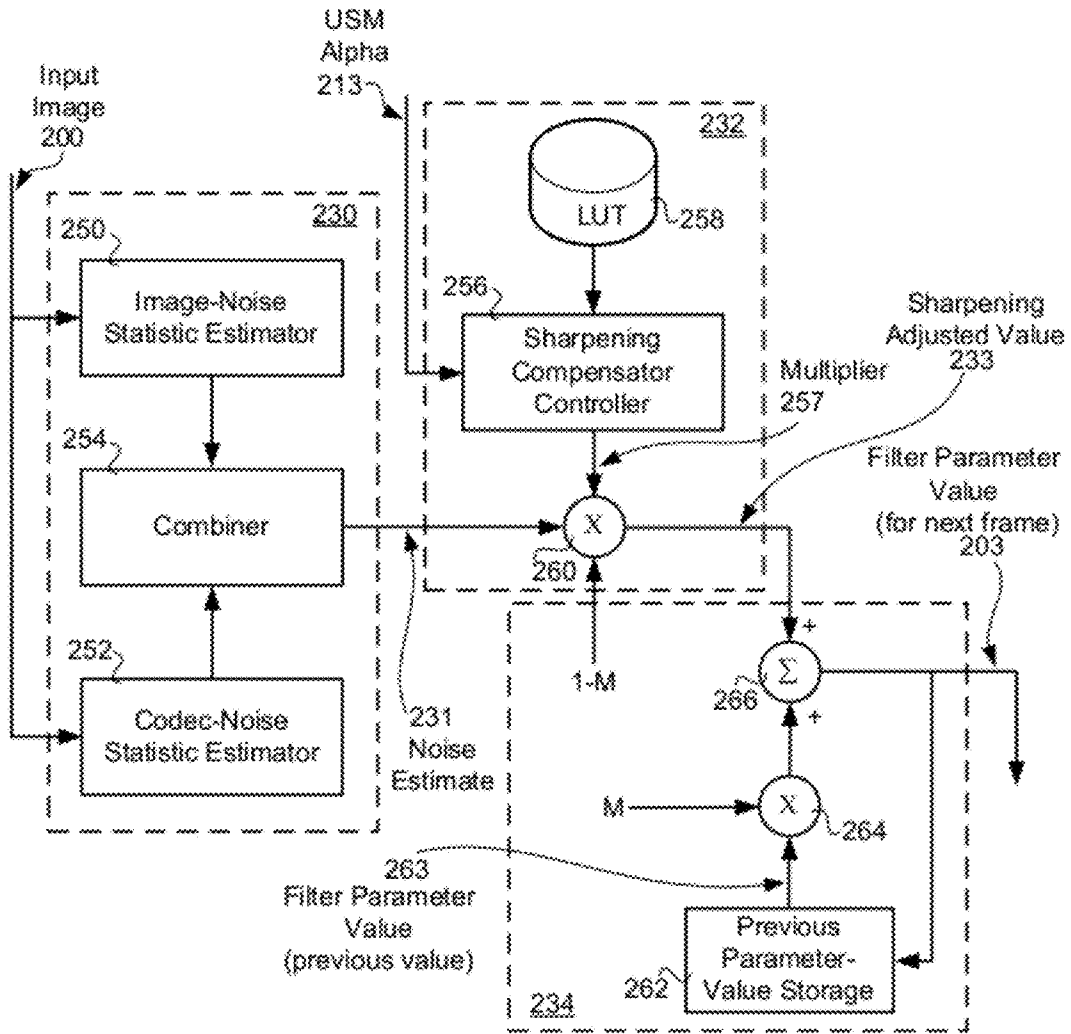 USM
Alpha
213
Input
Image
200
232
LUT
258
230
250
Image-Noise
Statistic Estimator
256
Sharpening
Compensator
Controller
Sharpening
Adjusted Value
233
Multiplier
257
254
Combiner
Filter Parameter
Value
(for next frame)
203
X
260
252
Codec-Noise
Statistic Estimator
231
Noise
Estimate
1-M
+
Σ
266
+
M
X
264
263
Filter Parameter
Value
(previous value)
Previous
Parameter-
Value Storage
262
234